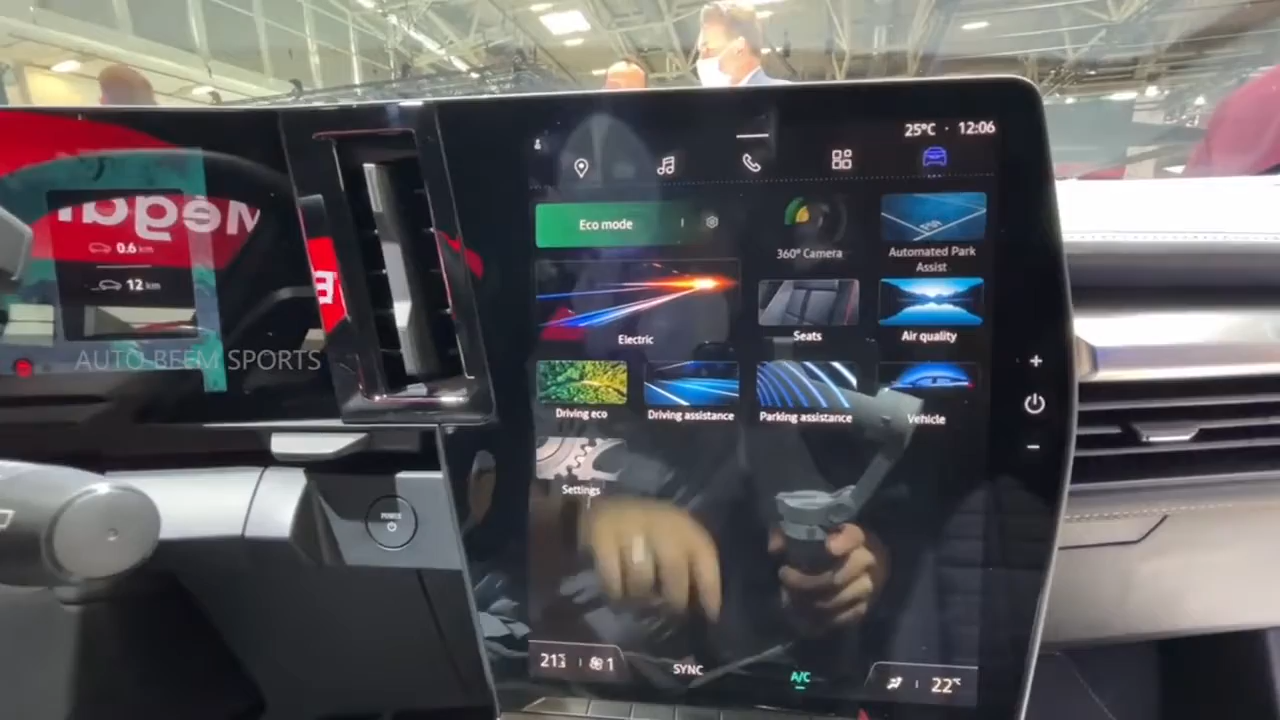 25°C · 12:06
Eco mode
360° Camera
Automated Park
Assist
Electric
Seats
Air quality
Driving eco
Driving assistance
Parking assistance
Vehicle
Settings
0.6 km
12 km
AUTO BEEM SPORTS
POWER
+
-
21
1
SYNC
A/C
22°C